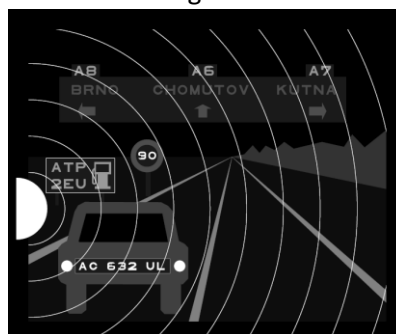 A8 A6 A7
BRNO CHOMUTOV KUTNA
90
ATP
2EU
AC 632 UL